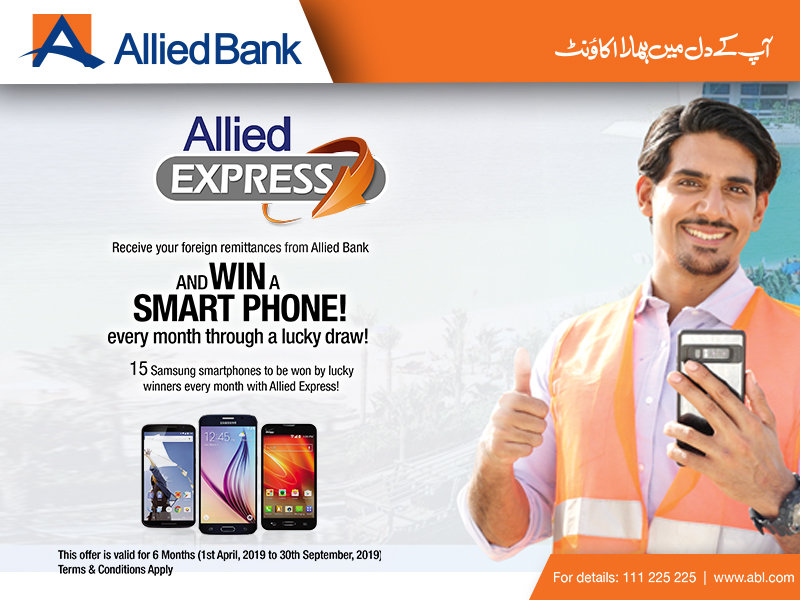 Allied Bank
آپ کے دل میں ہمارا اکاؤنٹ
Allied
EXPRESS
Receive your foreign remittances from Allied Bank
AND WIN A
SMART PHONE!
every month through a lucky draw!
15 Samsung smartphones to be won by lucky
winners every month with Allied Express!
SAMSUNG
12:45
This offer is valid for 6 Months (1st April, 2019 to 30th September, 2019)
Terms & Conditions Apply
For details: 111 225 225 | www.abl.com